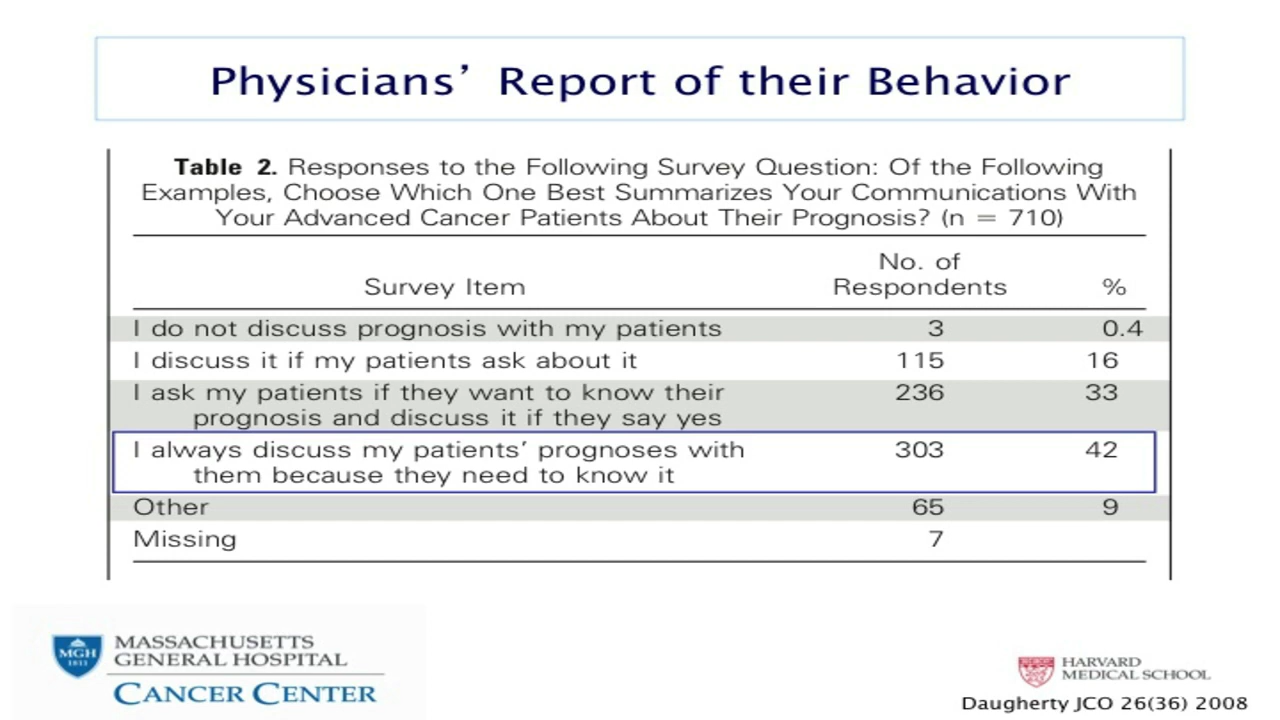 Physicians’ Report of their Behavior
Table 2. Responses to the Following Survey Question: Of the Following
Examples, Choose Which One Best Summarizes Your Communications With
Your Advanced Cancer Patients About Their Prognosis? (n = 710)
No. of
Survey Item Respondents %
I do not discuss prognosis with my patients 3 0.4
I discuss it if my patients ask about it 115 16
I ask my patients if they want to know their 236 33
prognosis and discuss it if they say yes
I always discuss my patients’ prognoses with 303 42
them because they need to know it
Other 65 9
Missing 7
MGH
1811
MASSACHUSETTS
GENERAL HOSPITAL
CANCER CENTER
HARVARD
MEDICAL SCHOOL
Daugherty JCO 26(36) 2008